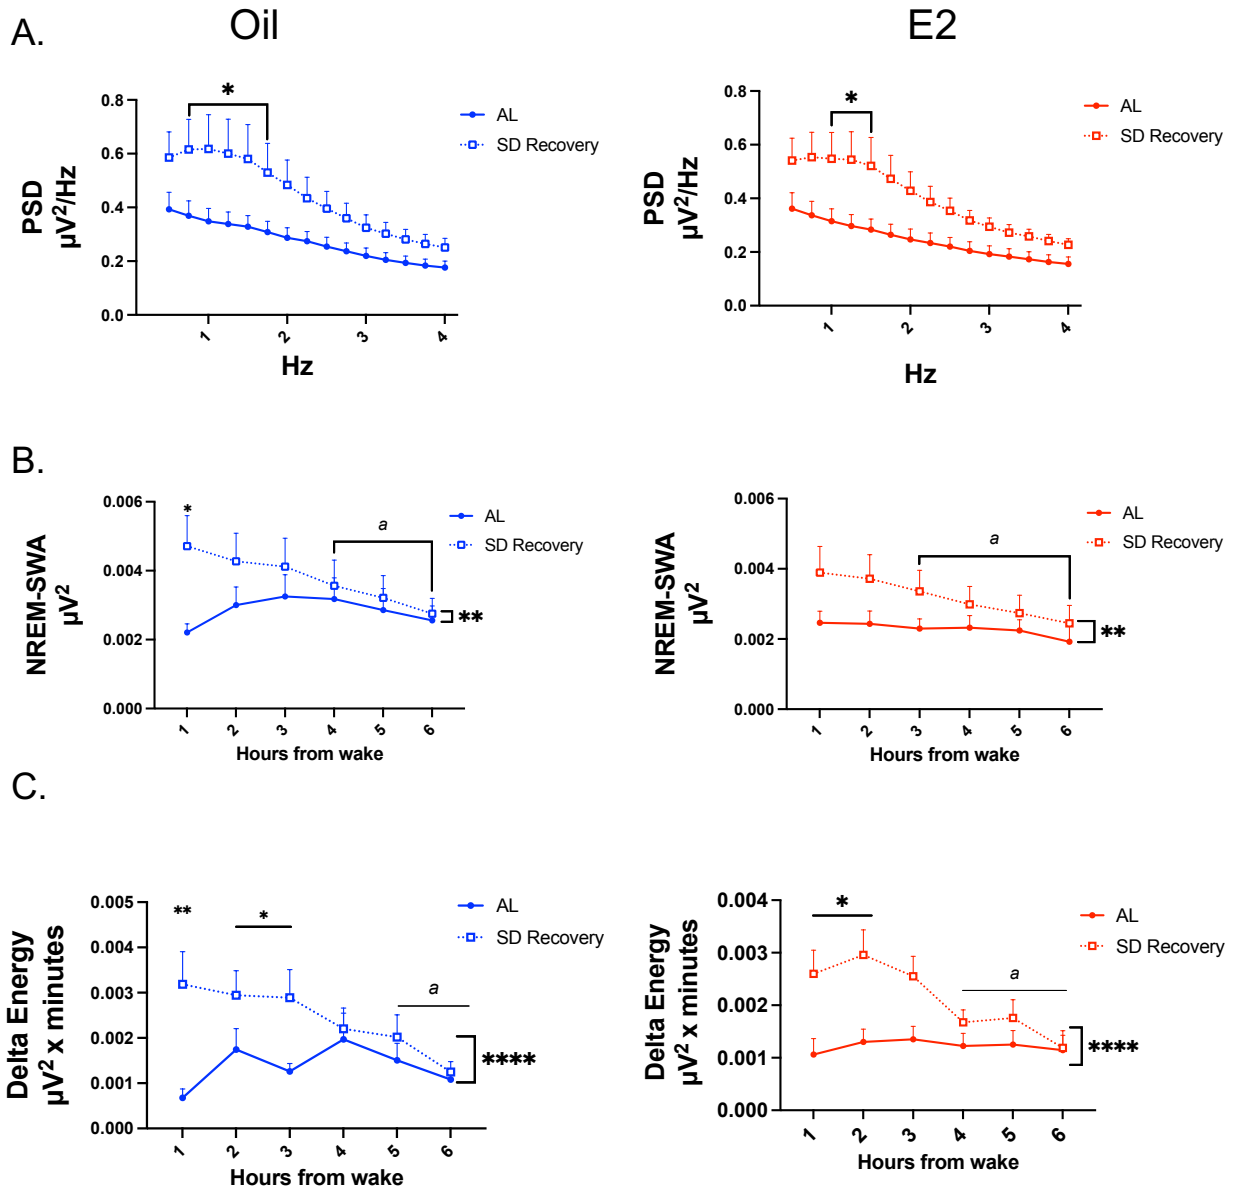 A.
Oil
E2
0.8
0.6
0.4
0.2
0.0
PSD
µV²/Hz
*
AL
SD Recovery
1
2
3
4
Hz
0.8
0.6
0.4
0.2
0.0
PSD
µV²/Hz
*
AL
SD Recovery
1
2
3
4
Hz
B.
0.006
0.004
0.002
0.000
NREM-SWA
µV²
*
a
**
AL
SD Recovery
1
2
3
4
5
6
Hours from wake
0.006
0.004
0.002
0.000
NREM-SWA
µV²
a
**
AL
SD Recovery
1
2
3
4
5
6
Hours from wake
C.
0.005
0.004
0.003
0.002
0.001
0.000
Delta Energy
µV² x minutes
**
*
a
****
AL
SD Recovery
1
2
3
4
5
6
Hours from wake
0.004
0.003
0.002
0.001
0.000
Delta Energy
µV² x minutes
*
a
****
AL
SD Recovery
1
2
3
4
5
6
Hours from wake